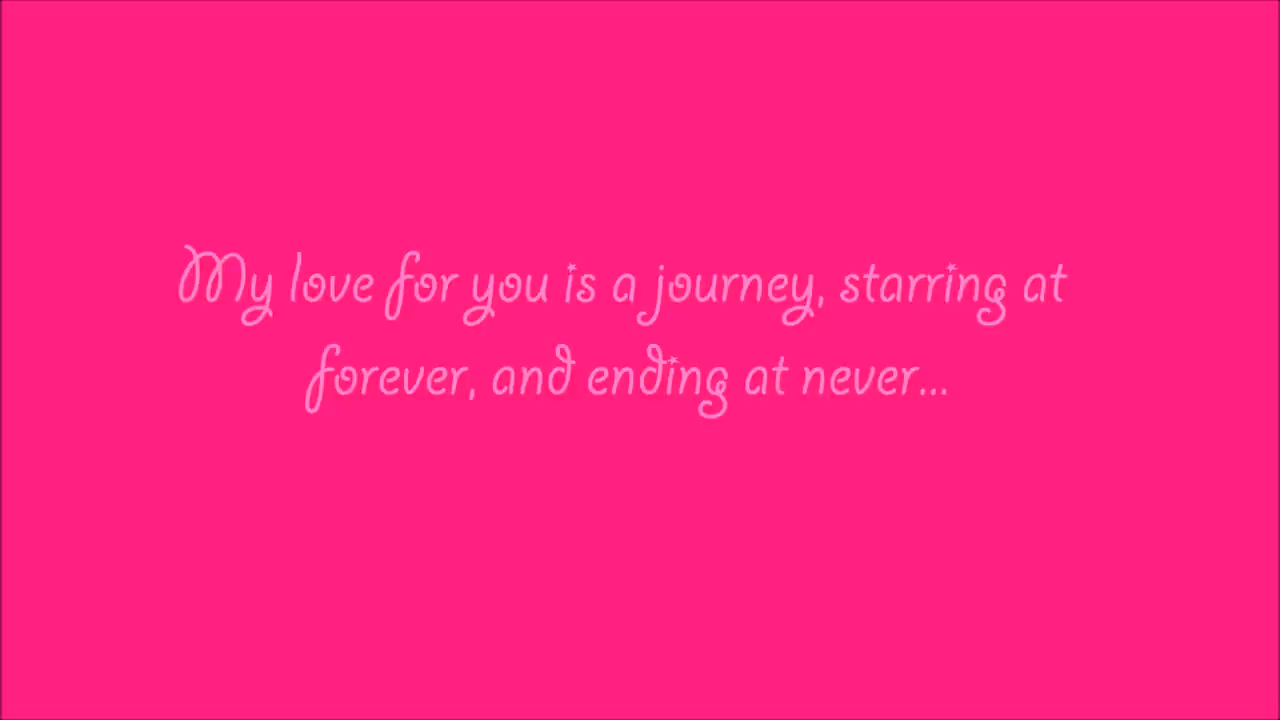 My love for you is a journey, starring at
forever, and ending at never...